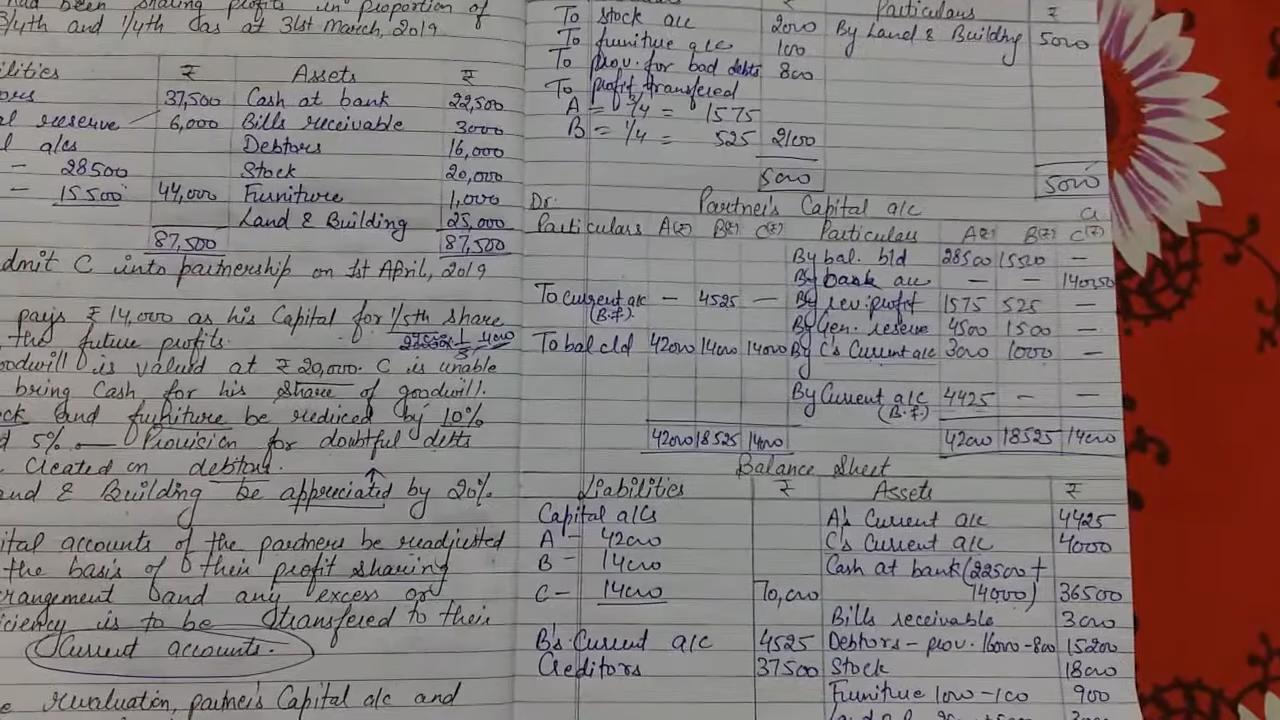 had been sharing profits in proportion of
3/4th and 1/4th as at 31st March, 2019
ilities ₹ Assets ₹
ors 37,500 Cash at bank 22,500
al reserve 6,000 Bills receivable 3000
l a/cs Debtors 16,000
- 28500 Stock 20,000
- 15500 44,000 Furniture 1,000
Land & Building 25,000
87,500 87,500
dmit C into partnership on 1st April, 2019
pays ₹ 14,000 as his Capital for 1/5th share
the future profits.
oodwill is valued at ₹ 20,000. C is unable
bring Cash for his share of goodwill.
ck and furniture be reduced by 10%
d 5% Provision for doubtful debts
Created on debtors.
and & Building be appreciated by 20%.
ital accounts of the partners be readjusted
the basis of their profit sharing
rangement and any excess or
iciency is to be transfered to their
Current accounts.
e revaluation, partner's Capital a/c and
Particulars ₹
To stock a/c 2000 By Land & Building 5000
To furniture a/c 100
To prov. for bad debts 800
To profit transfered
A = 3/4 = 1575
B = 1/4 = 525 2100
5000 5000
Dr. Partner's Capital a/c
Particulars A(₹) B(₹) C(₹) Particulars A(₹) B(₹) C(₹)
By bal. b/d 28500 15500 -
By bank a/c - - 14000
To current a/c - 4525 - By rev. profit 1575 525 -
(B.f)
By Gen. reserve 4500 1500 -
To bal c/d 42000 14000 14000 By C's Current a/c 3000 1000 -
By Current a/c 4425 - -
(B.f)
42000 18525 14000 42000 18525 14000
Balance Sheet
Liabilities ₹ Assets ₹
Capital a/cs A's Current a/c 4425
A - 42000 C's Current a/c 4000
B - 14000 Cash at bank (22500 +
C - 14000 70,000 14000) 36500
Bills receivable 3000
B's Current a/c 4525 Debtors - prov. 16000-800 15200
Creditors 37500 Stock 18000
Furniture 1000-100 900